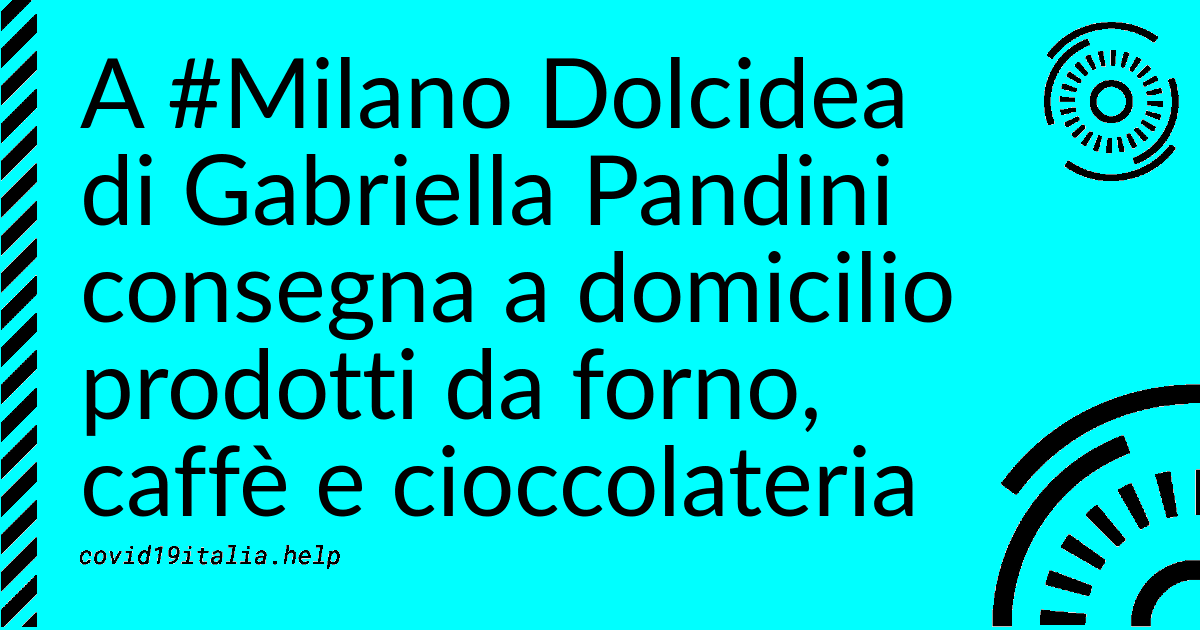 A #Milano Dolcidea
di Gabriella Pandini
consegna a domicilio
prodotti da forno,
caffè e cioccolateria
covid19italia.help